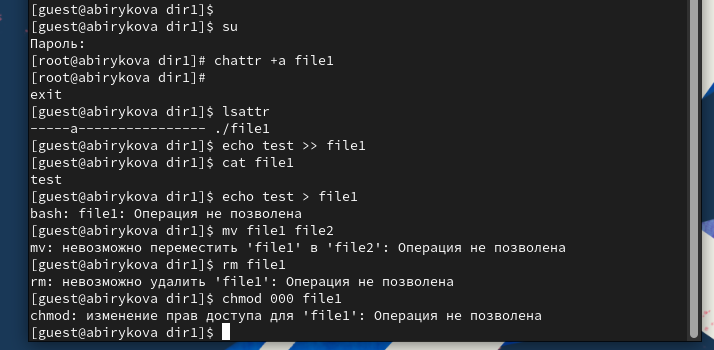 [guest@abirykova dir1]$
[guest@abirykova dir1]$ su
Пароль:
[root@abirykova dir1]# chattr +a file1
[root@abirykova dir1]#
exit
[guest@abirykova dir1]$ lsattr
-----a---------------- ./file1
[guest@abirykova dir1]$ echo test >> file1
[guest@abirykova dir1]$ cat file1
test
[guest@abirykova dir1]$ echo test > file1
bash: file1: Операция не позволена
[guest@abirykova dir1]$ mv file1 file2
mv: невозможно переместить 'file1' в 'file2': Операция не позволена
[guest@abirykova dir1]$ rm file1
rm: невозможно удалить 'file1': Операция не позволена
[guest@abirykova dir1]$ chmod 000 file1
chmod: изменение прав доступа для 'file1': Операция не позволена
[guest@abirykova dir1]$